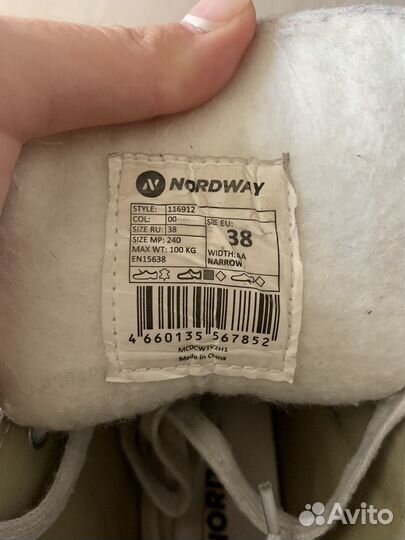 NORDWAY
STYLE: 116912
COL: 00
SIZE RU: 38
SIZE MP: 240
MAX WT: 100 KG
EN15638
SIZE EU:
38
WIDTH: AA
NARROW
4 660135 567852
MCDCW1Y2H1
Made in China
NORDWAY
Avito